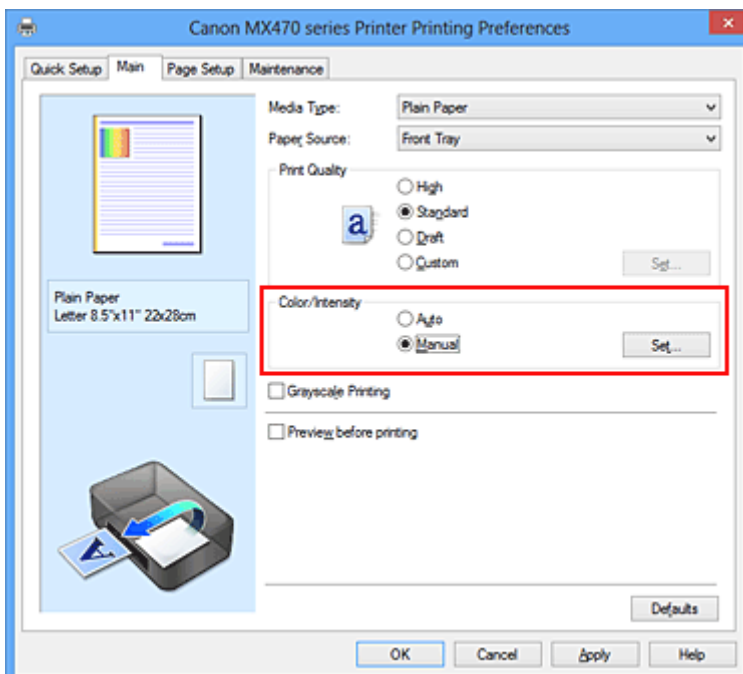 Canon MX470 series Printer Printing Preferences
Quick Setup Main Page Setup Maintenance
Media Type: Plain Paper
Paper Source: Front Tray
Print Quality
High
a Standard
Draft
Custom Set...
Plain Paper
Letter 8.5"x11" 22x28cm
Color/Intensity
Auto
Manual Set...
Grayscale Printing
Preview before printing
A
Defaults
OK Cancel Apply Help